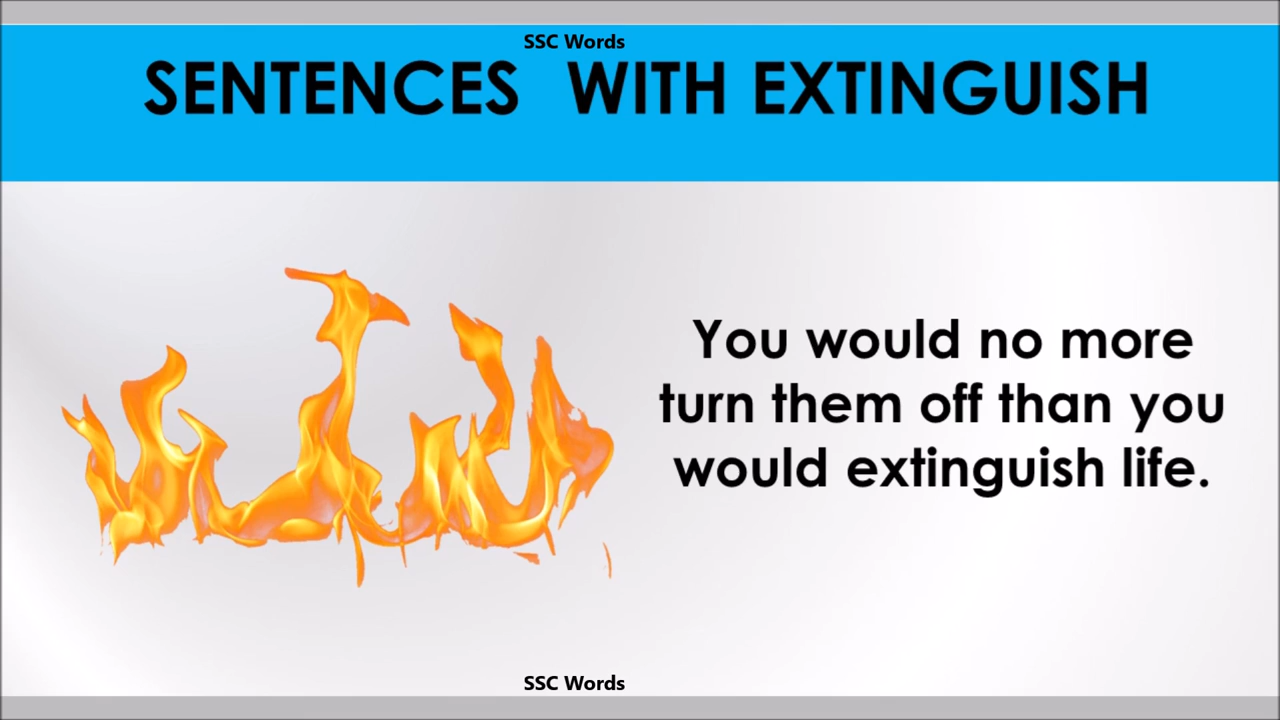 SSC Words
SENTENCES WITH EXTINGUISH
You would no more
turn them off than you
would extinguish life.
SSC Words